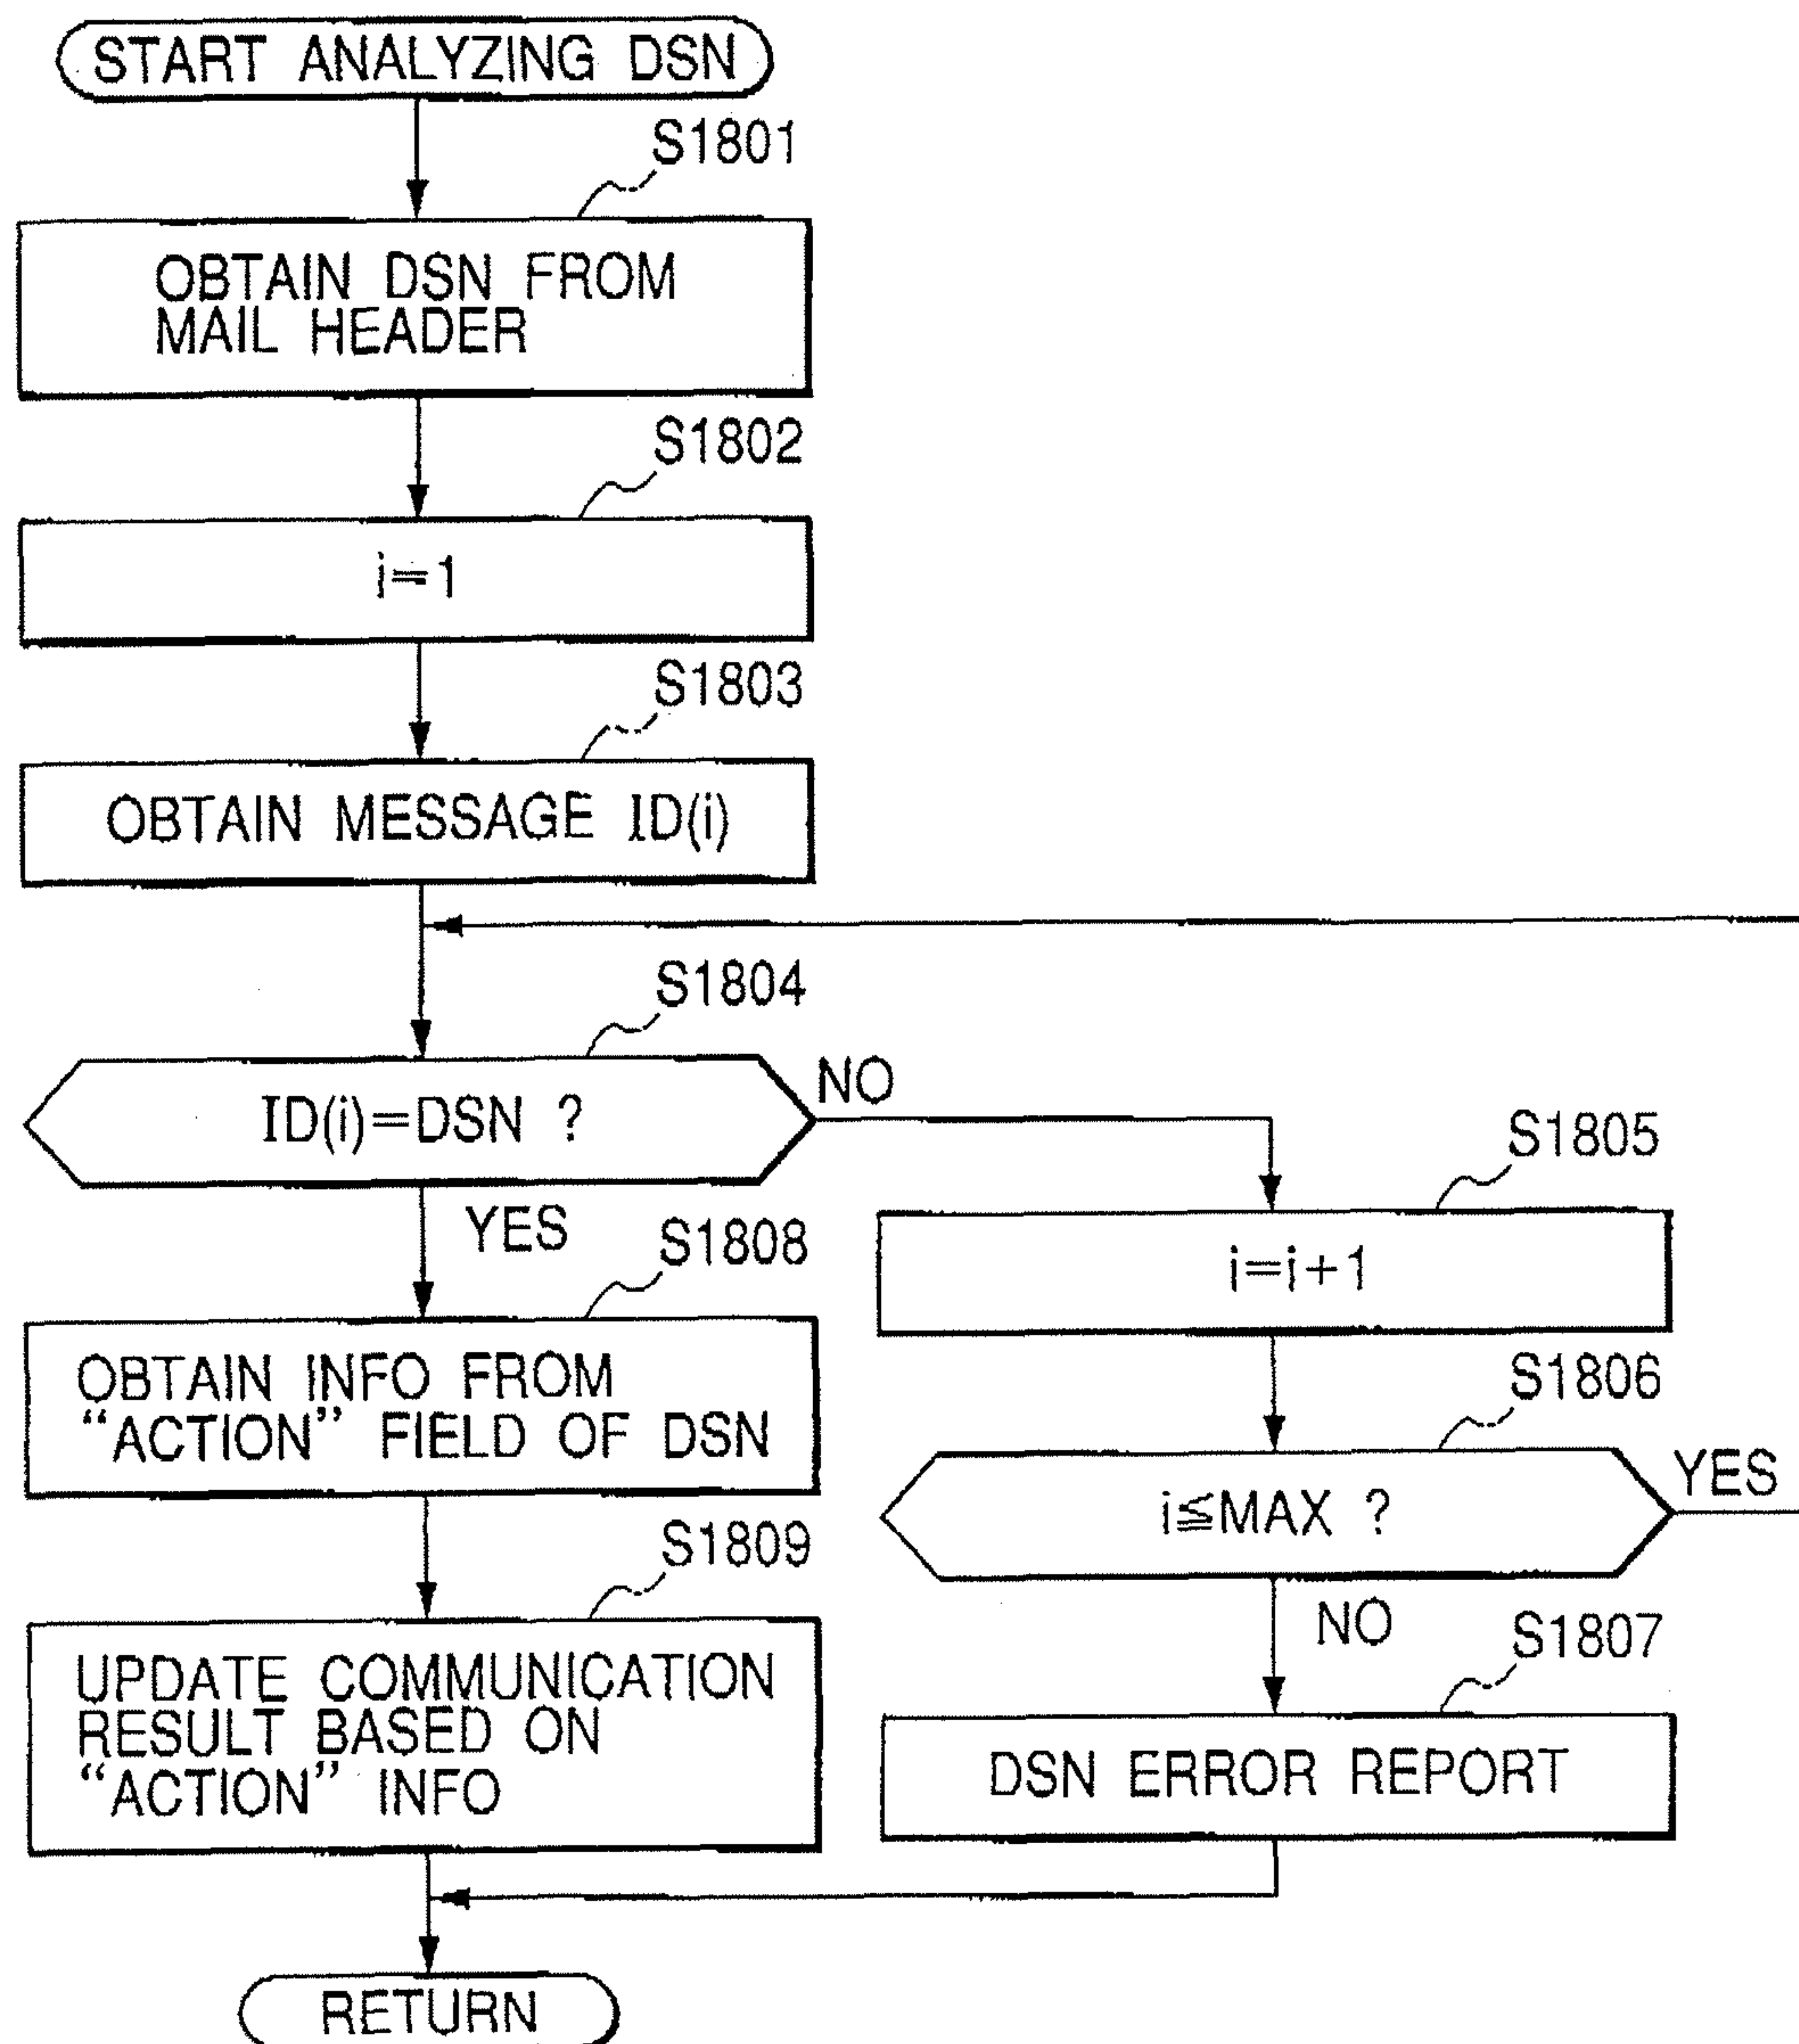 START ANALYZING DSN
S1801
OBTAIN DSN FROM
MAIL HEADER
S1802
i=1
S1803
OBTAIN MESSAGE ID(i)
S1804
ID(i)=DSN ?
NO
S1805
i=i+1
YES
S1808
OBTAIN INFO FROM
“ACTION” FIELD OF DSN
S1806
i≦MAX ?
YES
S1809
UPDATE COMMUNICATION
RESULT BASED ON
“ACTION” INFO
NO
S1807
DSN ERROR REPORT
RETURN